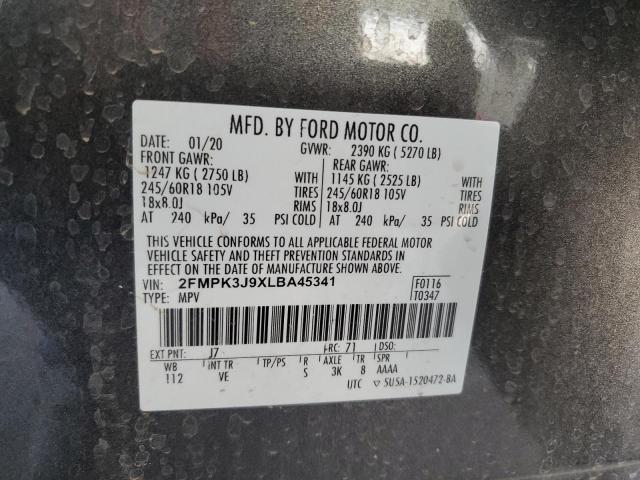 MFD. BY FORD MOTOR CO.
DATE: 01/20 GVWR: 2390 KG ( 5270 LB)
FRONT GAWR: REAR GAWR:
1247 KG ( 2750 LB) WITH 1145 KG ( 2525 LB) WITH
245/60R18 105V TIRES 245/60R18 105V TIRES
18x8.0J RIMS 18x8.0J RIMS
AT 240 kPa/ 35 PSI COLD AT 240 kPa/ 35 PSI COLD
THIS VEHICLE CONFORMS TO ALL APPLICABLE FEDERAL MOTOR
VEHICLE SAFETY AND THEFT PREVENTION STANDARDS IN
EFFECT ON THE DATE OF MANUFACTURE SHOWN ABOVE.
VIN: 2FMPK3J9XLBA45341 F0116
TYPE: MPV T0347
EXT PNT: J7 RC: 71 DSO:
WB INT TR TP/PS R AXLE TR SPR
112 VE S 3K 8 AAAA
UTC ▽ 5USA-1520472-BA